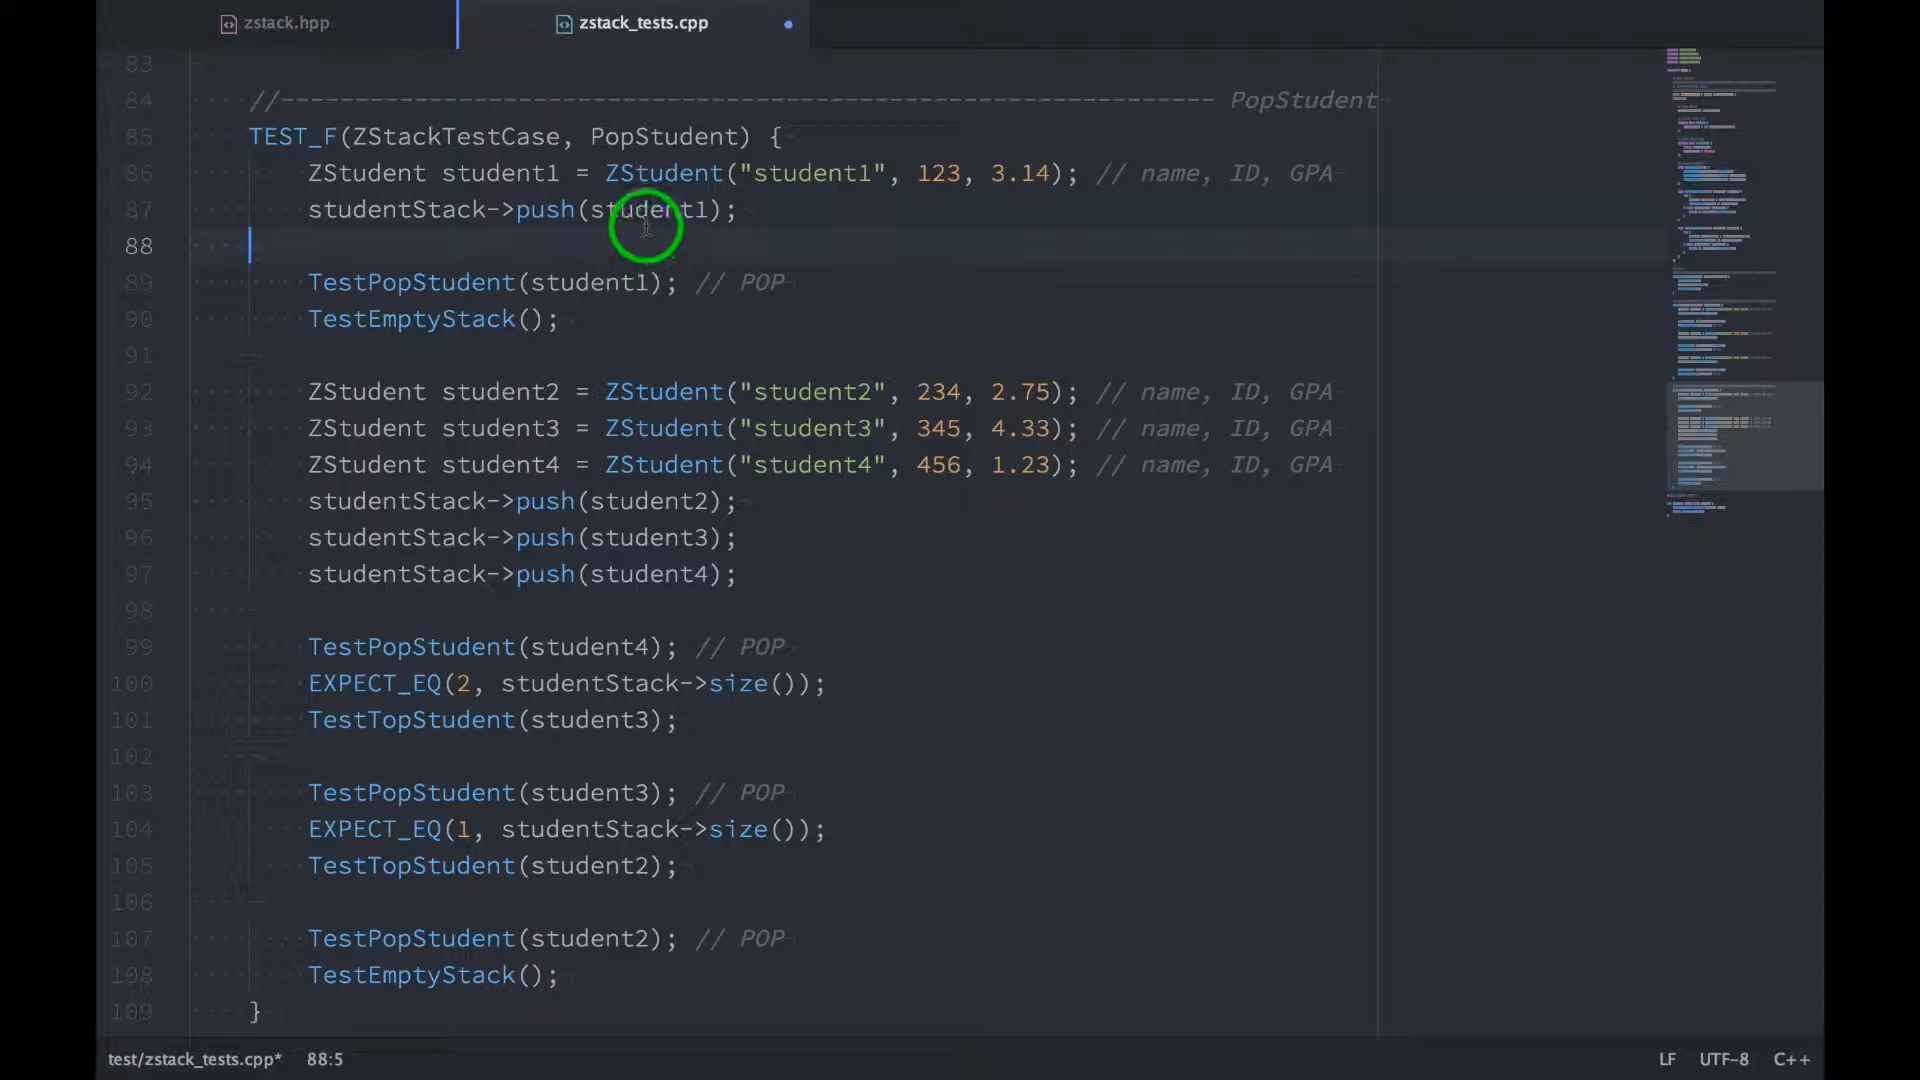 zstack.hpp
zstack_tests.cpp
83
84 //--------------------------------------------------------------- PopStudent
85 TEST_F(ZStackTestCase, PopStudent) {
86 ZStudent student1 = ZStudent("student1", 123, 3.14); // name, ID, GPA
87 studentStack->push(student1);
88
89 TestPopStudent(student1); // POP
90 TestEmptyStack();
91
92 ZStudent student2 = ZStudent("student2", 234, 2.75); // name, ID, GPA
93 ZStudent student3 = ZStudent("student3", 345, 4.33); // name, ID, GPA
94 ZStudent student4 = ZStudent("student4", 456, 1.23); // name, ID, GPA
95 studentStack->push(student2);
96 studentStack->push(student3);
97 studentStack->push(student4);
98
99 TestPopStudent(student4); // POP
100 EXPECT_EQ(2, studentStack->size());
101 TestTopStudent(student3);
102
103 TestPopStudent(student3); // POP
104 EXPECT_EQ(1, studentStack->size());
105 TestTopStudent(student2);
106
107 TestPopStudent(student2); // POP
108 TestEmptyStack();
109 }
test/zstack_tests.cpp* 88:5 LF UTF-8 C++